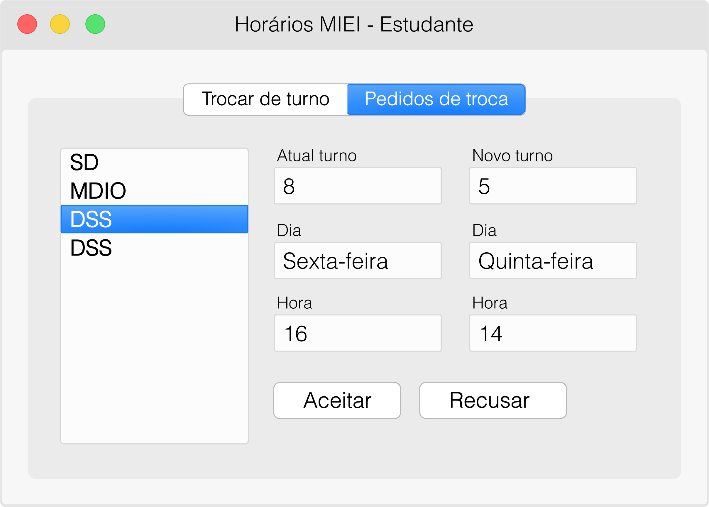 Horários MIEI - Estudante
Trocar de turno
Pedidos de troca
SD
MDIO
DSS
DSS
Atual turno
8
Novo turno
5
Dia
Sexta-feira
Dia
Quinta-feira
Hora
16
Hora
14
Aceitar
Recusar